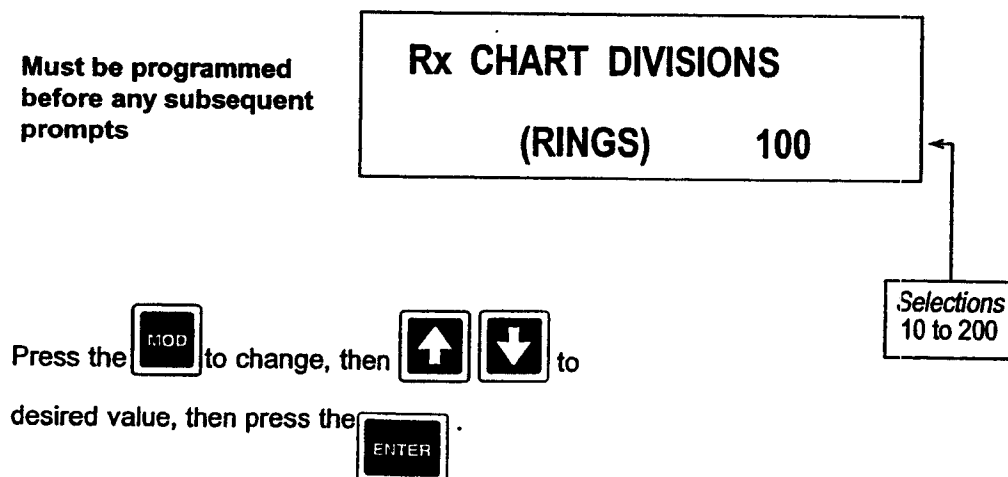 Must be programmed
before any subsequent
prompts
Rx CHART DIVISIONS
(RINGS) 100
Selections
10 to 200
Press the MOD to change, then to
desired value, then press the ENTER .